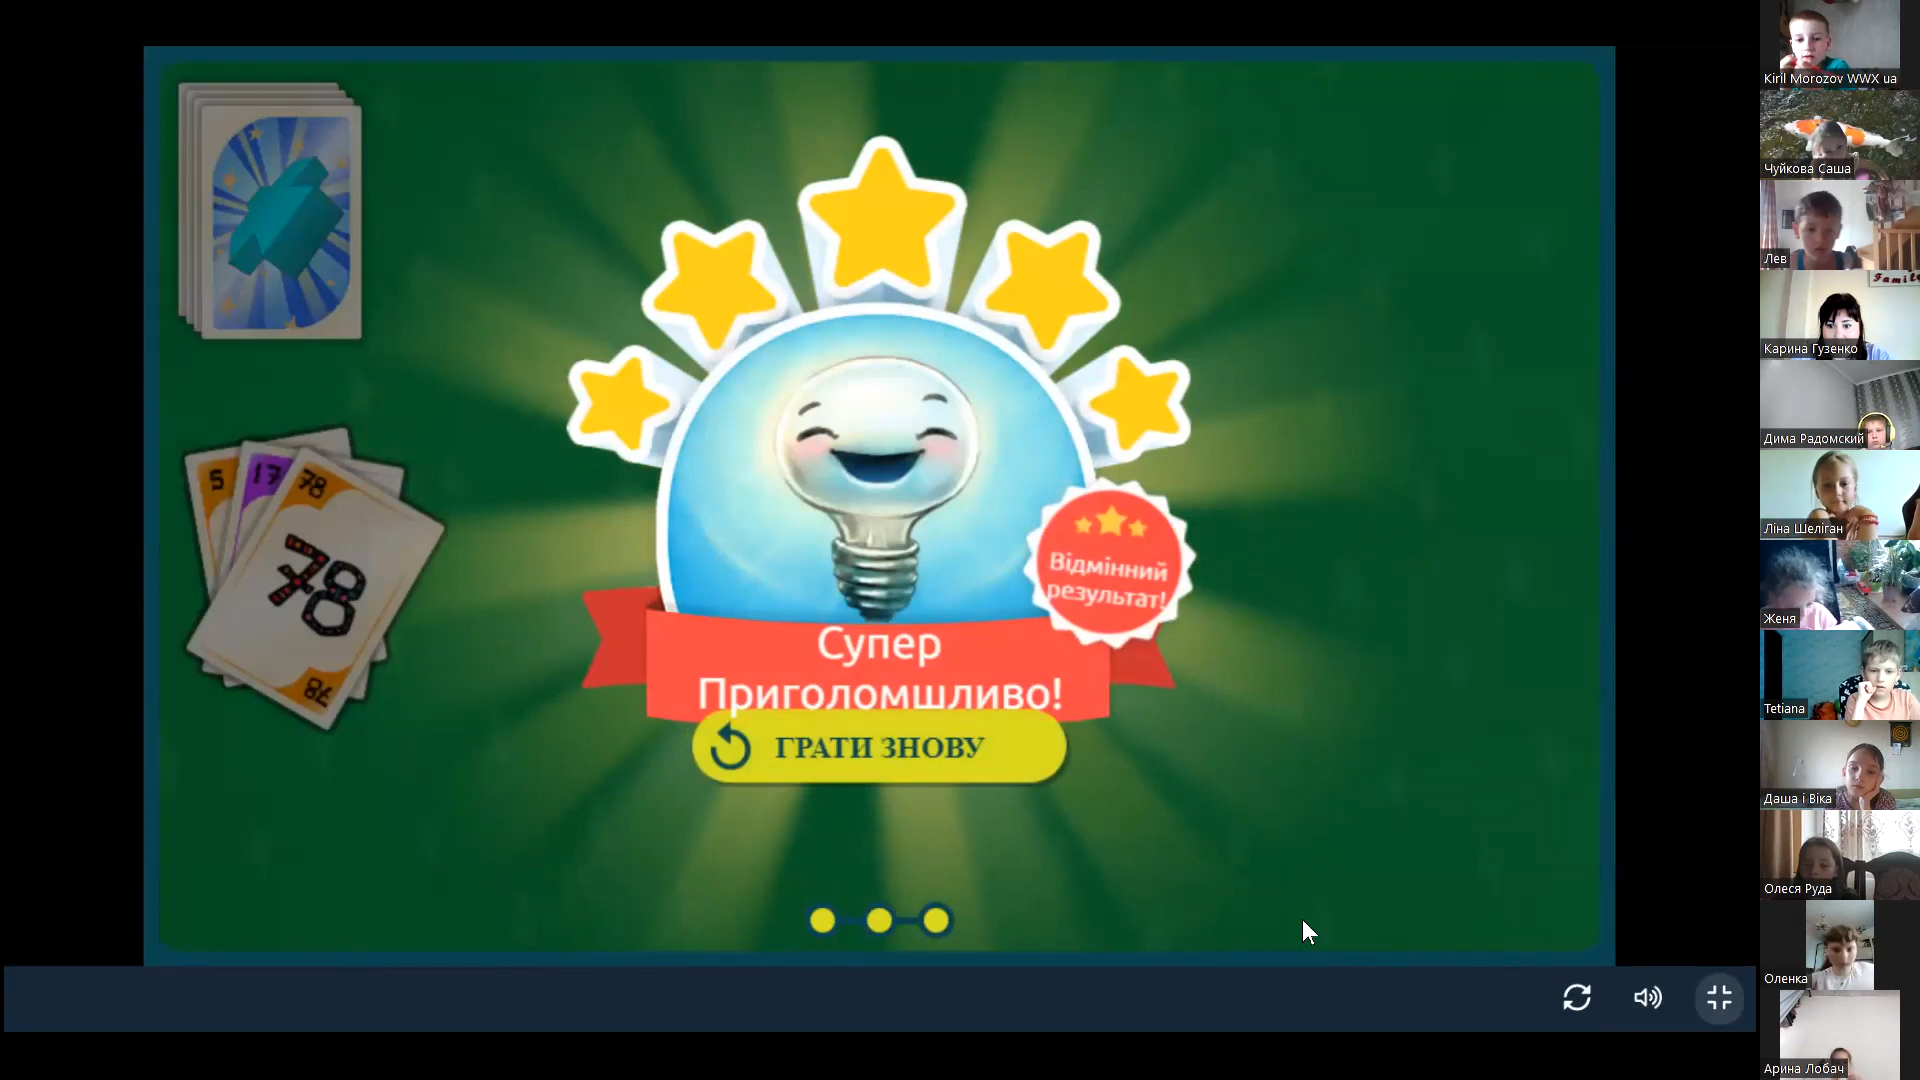 5
17
78
78
78
Відмінний
результат!
Супер
Приголомшливо!
ГРАТИ ЗНОВУ
Kiril Morozov WWX ua
Чуйкова Саша
Лев
Famil
Карина Гузенко
Дима Радомский
Ліна Шеліган
Женя
Tetiana
Даша і Віка
Олеся Руда
Оленка
Арина Лобач